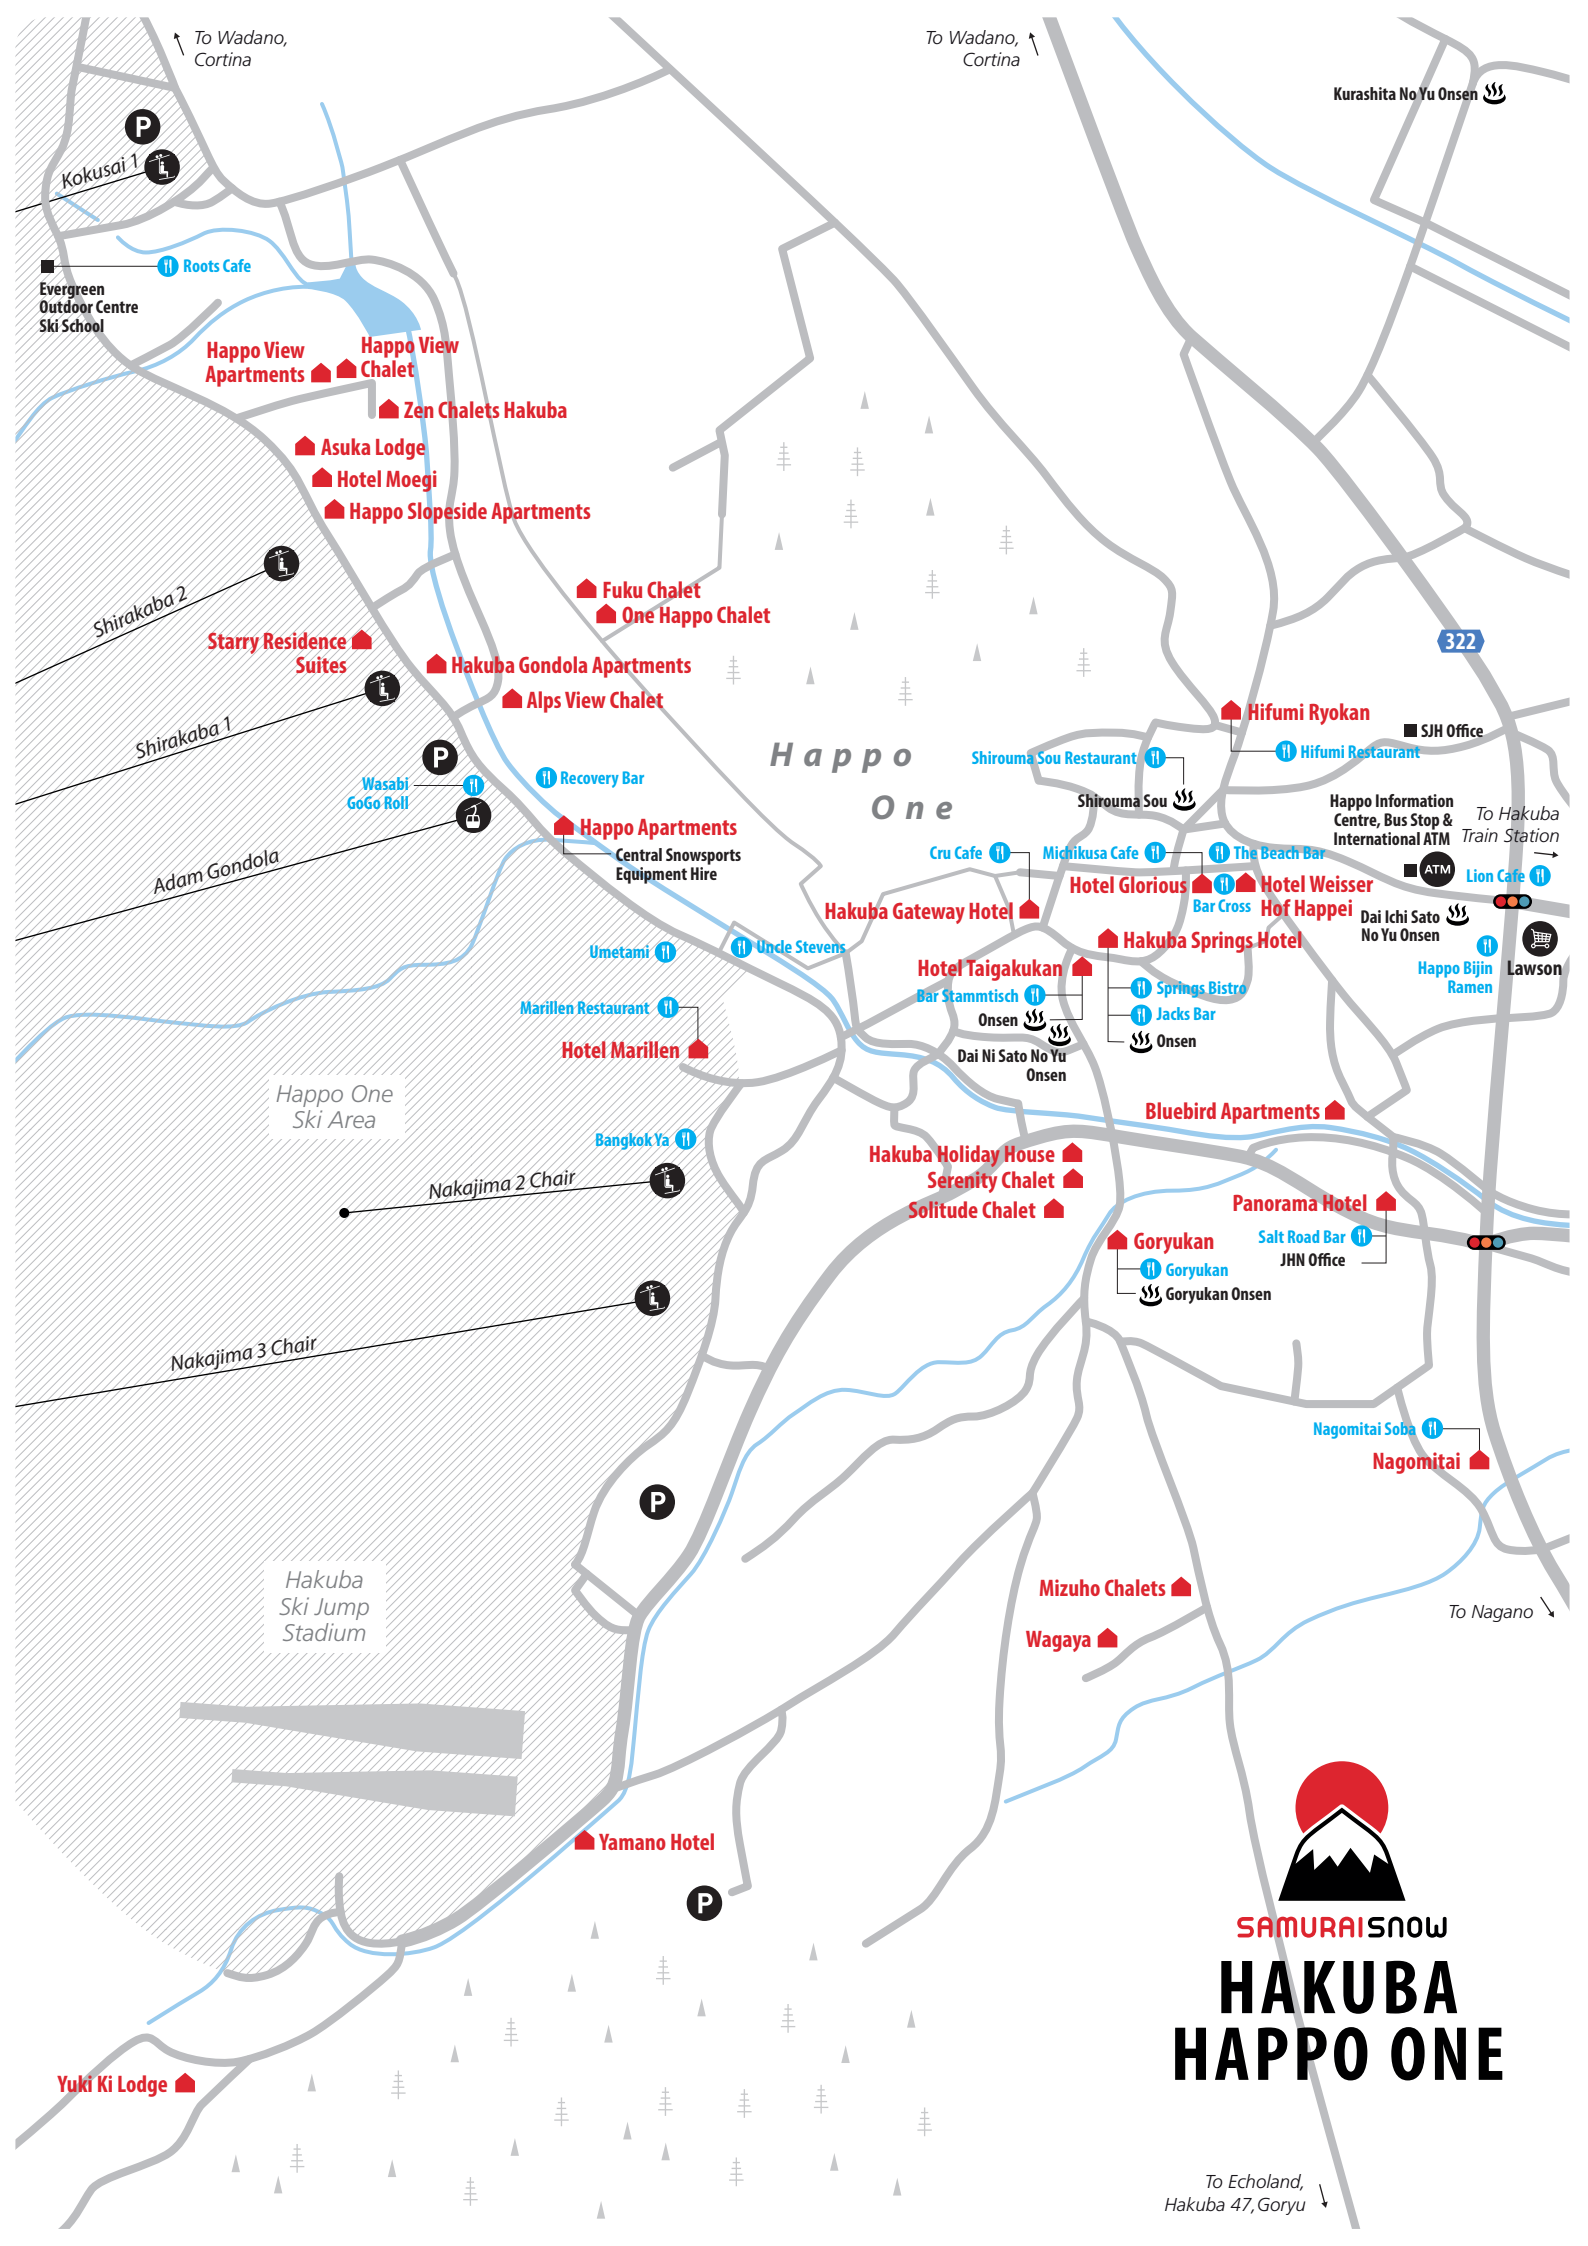 To Wadano,
Cortina
To Wadano,
Cortina
Kurashita No Yu Onsen
P
Kokusai 1
Roots Cafe
Evergreen
Outdoor Centre
Ski School
Happo View
Apartments
Happo View
Chalet
Zen Chalets Hakuba
Asuka Lodge
Hotel Moegi
Happo Slopeside Apartments
Shirakaba 2
Fuku Chalet
One Happo Chalet
Starry Residence
Suites
Hakuba Gondola Apartments
Alps View Chalet
Shirakaba 1
322
Hifumi Ryokan
SJH Office
Hifumi Restaurant
Happo
One
Shirouma Sou Restaurant
Shirouma Sou
P
Wasabi
GoGo Roll
Recovery Bar
Happo Apartments
Central Snowsports
Equipment Hire
Adam Gondola
Happo Information
Centre, Bus Stop &
International ATM
ATM
To Hakuba
Train Station
Cru Cafe
Michikusa Cafe
The Beach Bar
Lion Cafe
Hotel Glorious
Bar Cross
Hotel Weisser
Hof Happei
Hakuba Gateway Hotel
Dai Ichi Sato
No Yu Onsen
Hakuba Springs Hotel
Umetami
Uncle Stevens
Hotel Taigakukan
Happo Bijin
Ramen
Lawson
Bar Stammtisch
Springs Bistro
Marillen Restaurant
Onsen
Jacks Bar
Onsen
Hotel Marillen
Dai Ni Sato No Yu
Onsen
Happo One
Ski Area
Bluebird Apartments
Bangkok Ya
Hakuba Holiday House
Serenity Chalet
Solitude Chalet
Nakajima 2 Chair
Panorama Hotel
Salt Road Bar
JHN Office
Goryukan
Goryukan
Goryukan Onsen
Nakajima 3 Chair
Nagomitai Soba
Nagomitai
P
Hakuba
Ski Jump
Stadium
Mizuho Chalets
Wagaya
To Nagano
Yamano Hotel
P
SAMURAISNOW
HAKUBA
HAPPO ONE
Yuki Ki Lodge
To Echoland,
Hakuba 47, Goryu